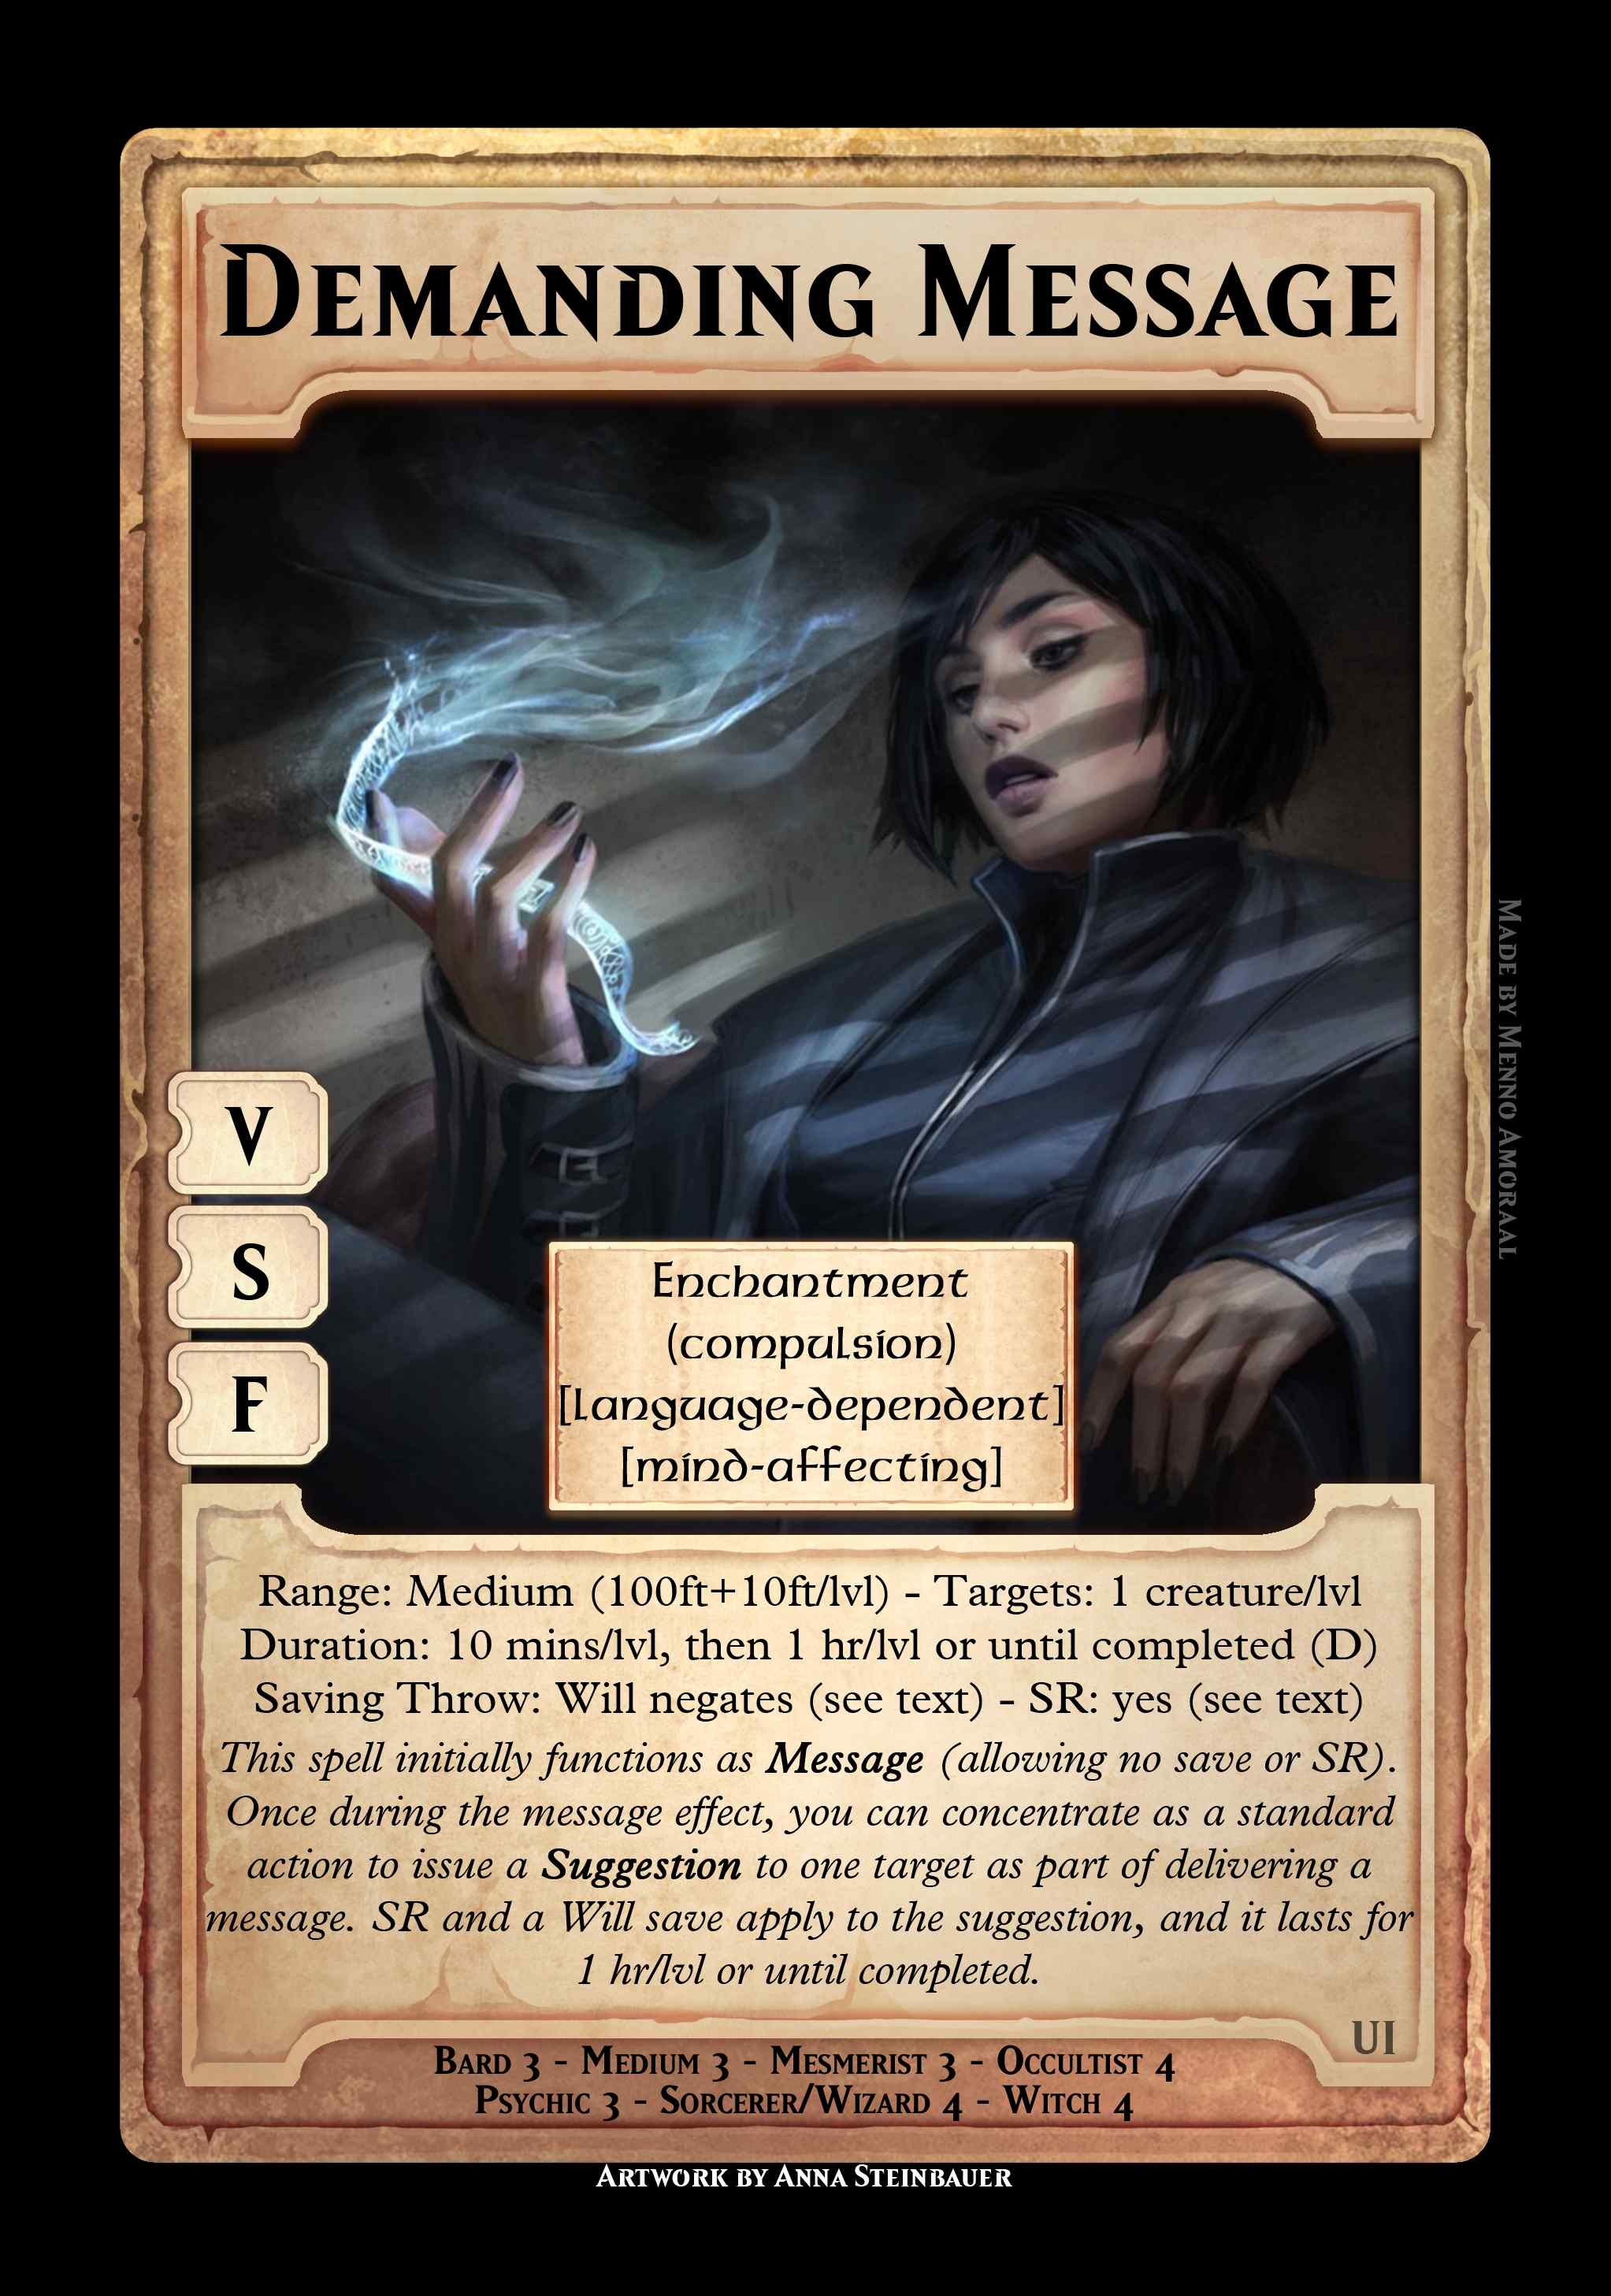 Demanding Message
V
S
F
Enchantment
(compulsion)
[language-dependent]
[mind-affecting]
Range: Medium (100ft+10ft/lvl) - Targets: 1 creature/lvl
Duration: 10 mins/lvl, then 1 hr/lvl or until completed (D)
Saving Throw: Will negates (see text) - SR: yes (see text)
This spell initially functions as Message (allowing no save or SR).
Once during the message effect, you can concentrate as a standard
action to issue a Suggestion to one target as part of delivering a
message. SR and a Will save apply to the suggestion, and it lasts for
1 hr/lvl or until completed.
UI
Bard 3 - Medium 3 - Mesmerist 3 - Occultist 4
Psychic 3 - Sorcerer/Wizard 4 - Witch 4
Artwork by Anna Steinbauer
Made by Menno Amoraal